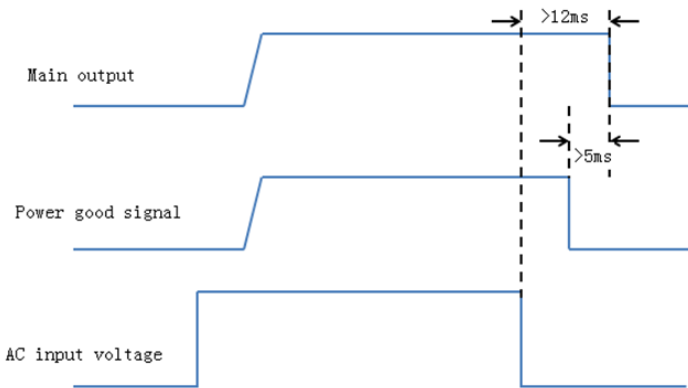 >12ms
Main output
>5ms
Power good signal
AC input voltage